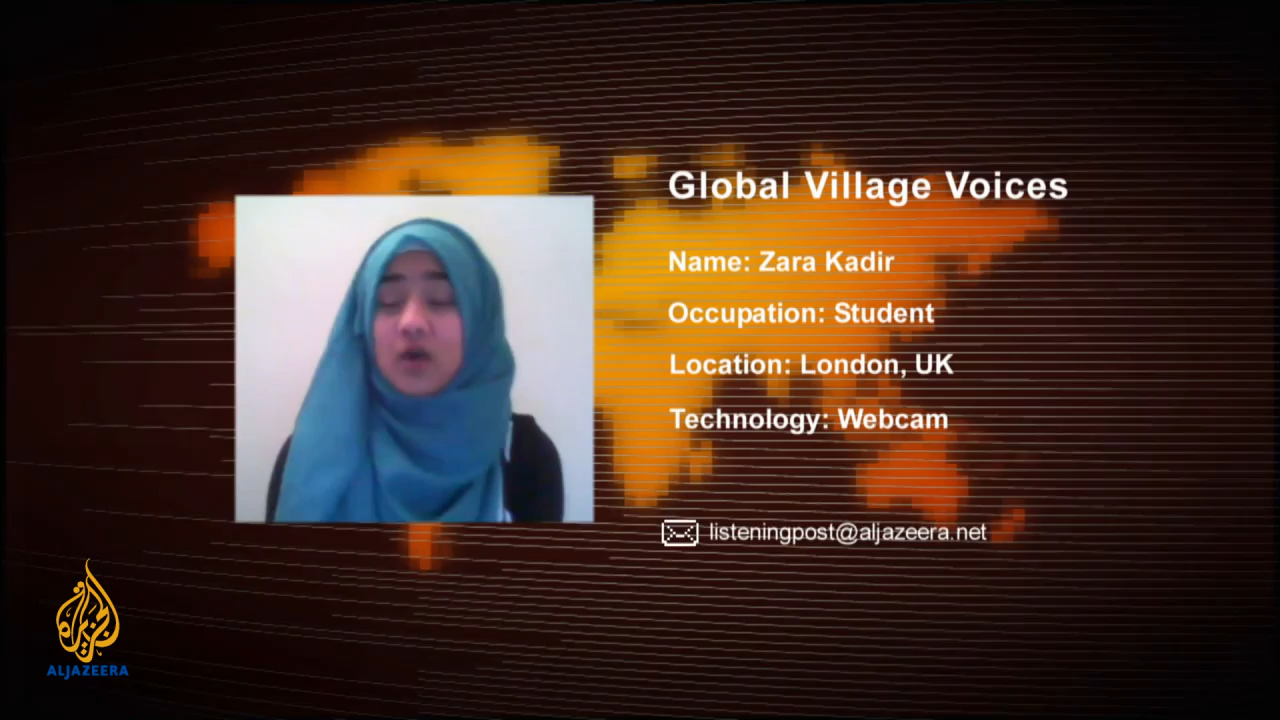 Global Village Voices
Name: Zara Kadir
Occupation: Student
Location: London, UK
Technology: Webcam
listeningpost@aljazeera.net
الجزيرة
ALJAZEERA